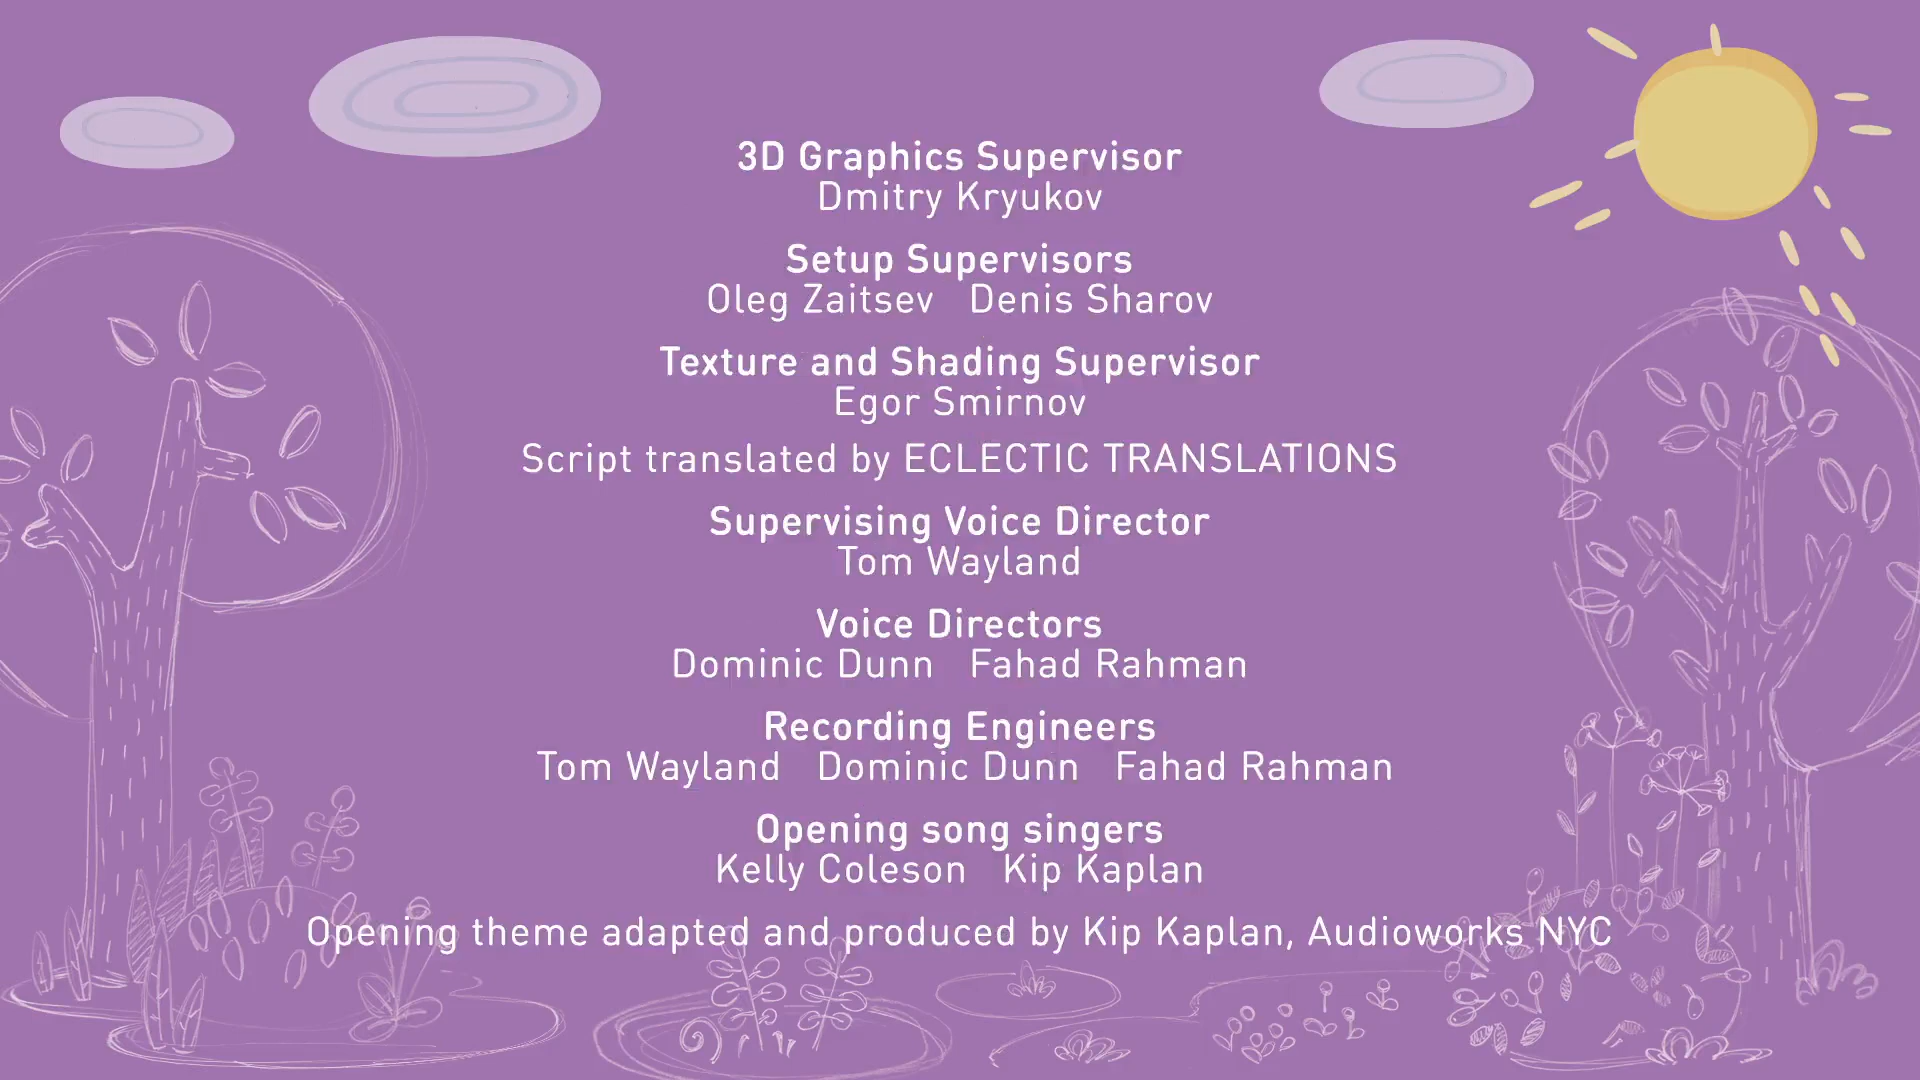 3D Graphics Supervisor
Dmitry Kryukov
Setup Supervisors
Oleg Zaitsev Denis Sharov
Texture and Shading Supervisor
Egor Smirnov
Script translated by ECLECTIC TRANSLATIONS
Supervising Voice Director
Tom Wayland
Voice Directors
Dominic Dunn Fahad Rahman
Recording Engineers
Tom Wayland Dominic Dunn Fahad Rahman
Opening song singers
Kelly Coleson Kip Kaplan
Opening theme adapted and produced by Kip Kaplan, Audioworks NYC